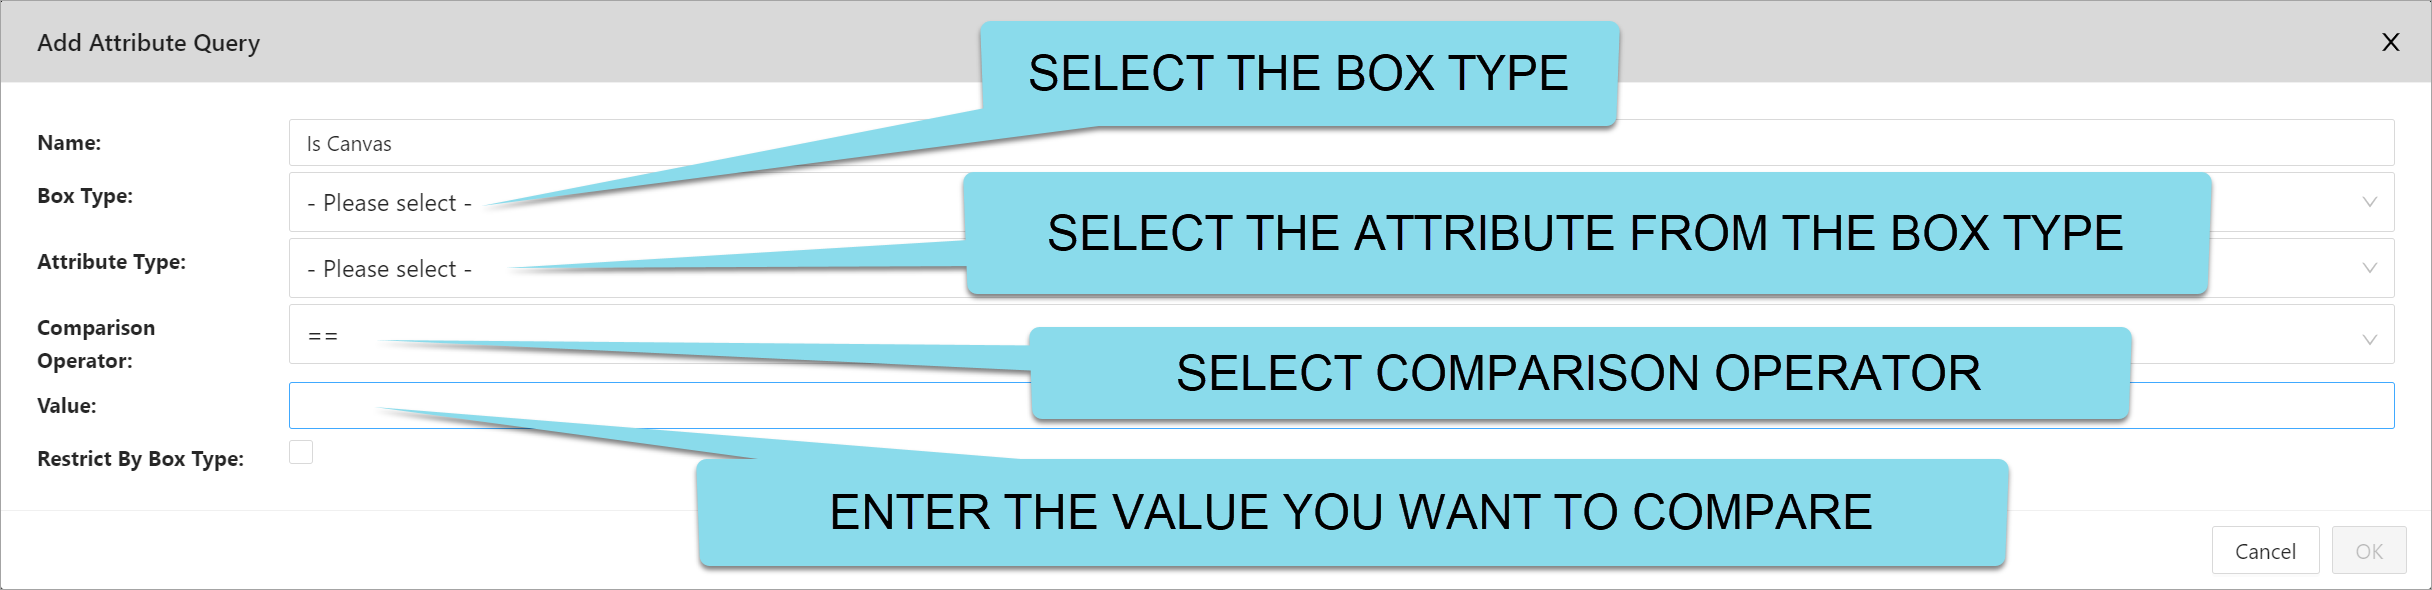 Add Attribute Query
X
SELECT THE BOX TYPE
Name:
Is Canvas
Box Type:
- Please select -
SELECT THE ATTRIBUTE FROM THE BOX TYPE
Attribute Type:
- Please select -
Comparison
Operator:
==
SELECT COMPARISON OPERATOR
Value:
Restrict By Box Type:
ENTER THE VALUE YOU WANT TO COMPARE
Cancel
OK